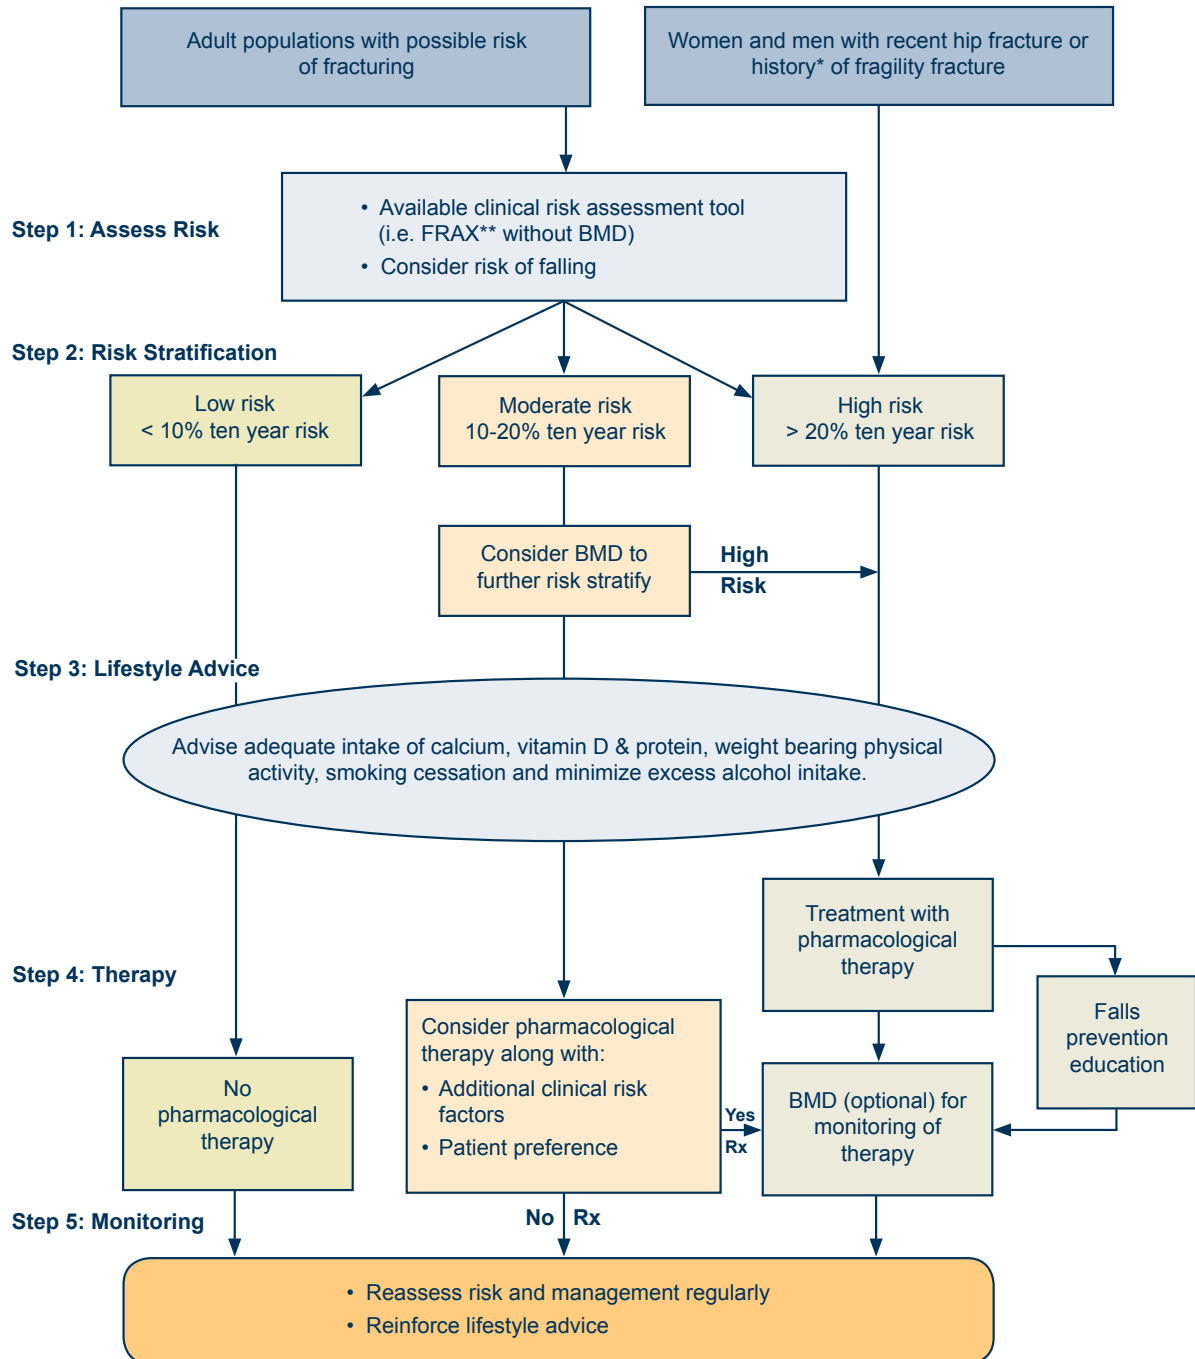 Adult populations with possible risk
of fracturing
Women and men with recent hip fracture or
history* of fragility fracture
Step 1: Assess Risk
• Available clinical risk assessment tool
(i.e. FRAX** without BMD)
• Consider risk of falling
Step 2: Risk Stratification
Low risk
< 10% ten year risk
Moderate risk
10-20% ten year risk
High risk
> 20% ten year risk
Consider BMD to
further risk stratify
High
Risk
Step 3: Lifestyle Advice
Advise adequate intake of calcium, vitamin D & protein, weight bearing physical
activity, smoking cessation and minimize excess alcohol initake.
Step 4: Therapy
Treatment with
pharmacological
therapy
Falls
prevention
education
Consider pharmacological
therapy along with:
• Additional clinical risk
factors
• Patient preference
Yes
Rx
BMD (optional) for
monitoring of
therapy
No
pharmacological
therapy
Step 5: Monitoring
No Rx
• Reassess risk and management regularly
• Reinforce lifestyle advice